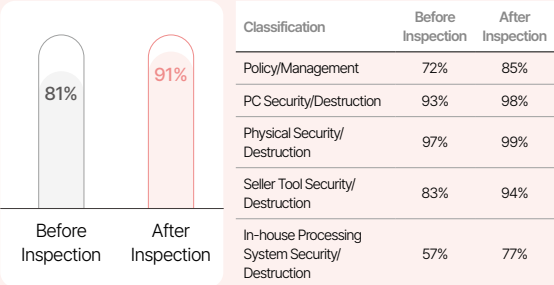 81%
91%
Before
Inspection
After
Inspection
Classification
Before
Inspection
After
Inspection
Policy/Management 72% 85%
PC Security/Destruction 93% 98%
Physical Security/
Destruction
97% 99%
Seller Tool Security/
Destruction
83% 94%
In-house Processing
System Security/
Destruction
57% 77%